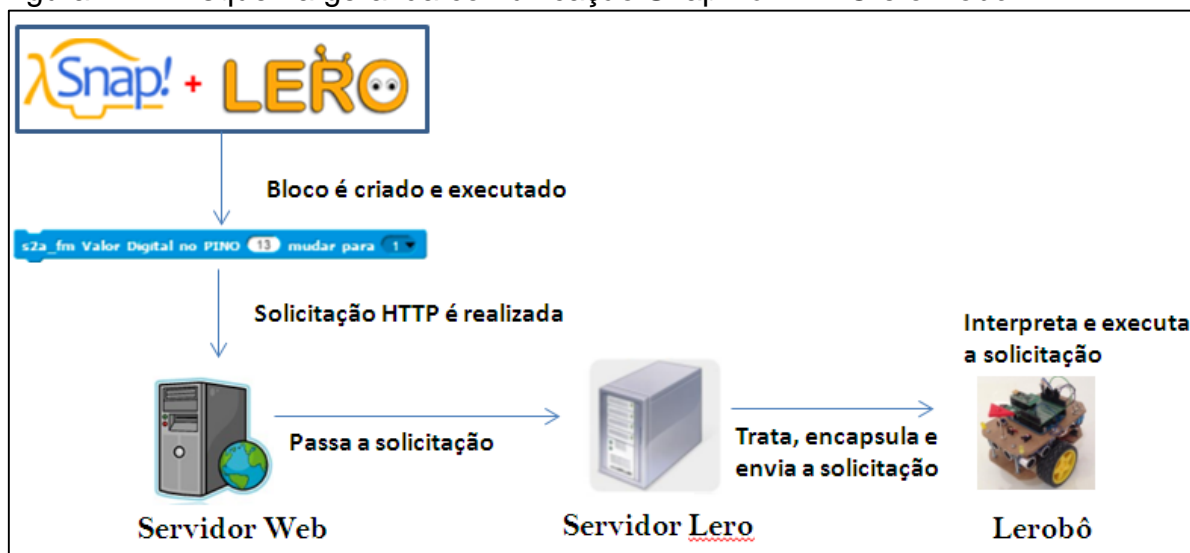 λSnap! + LERO
Bloco é criado e executado
s2a_fm Valor Digital no PINO 13 mudar para 1
Solicitação HTTP é realizada
Interpreta e executa
a solicitação
Passa a solicitação
Trata, encapsula e
envia a solicitação
Servidor Web
Servidor Lero
Lerobô